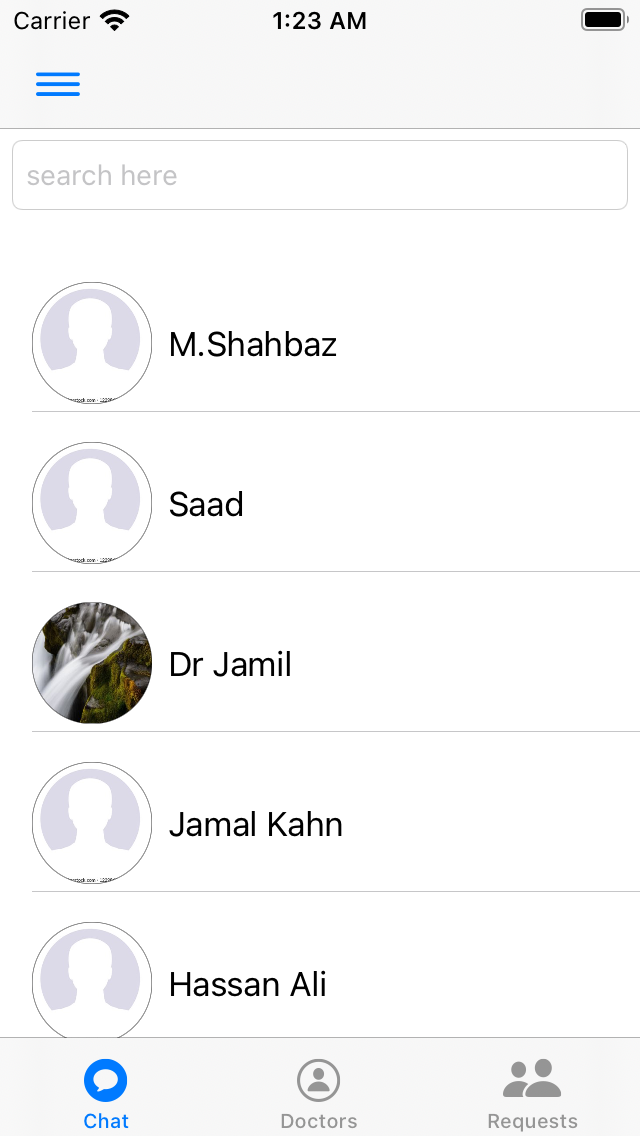 Carrier
1:23 AM
search here
M.Shahbaz
Saad
Dr Jamil
Jamal Kahn
Hassan Ali
Chat
Doctors
Requests